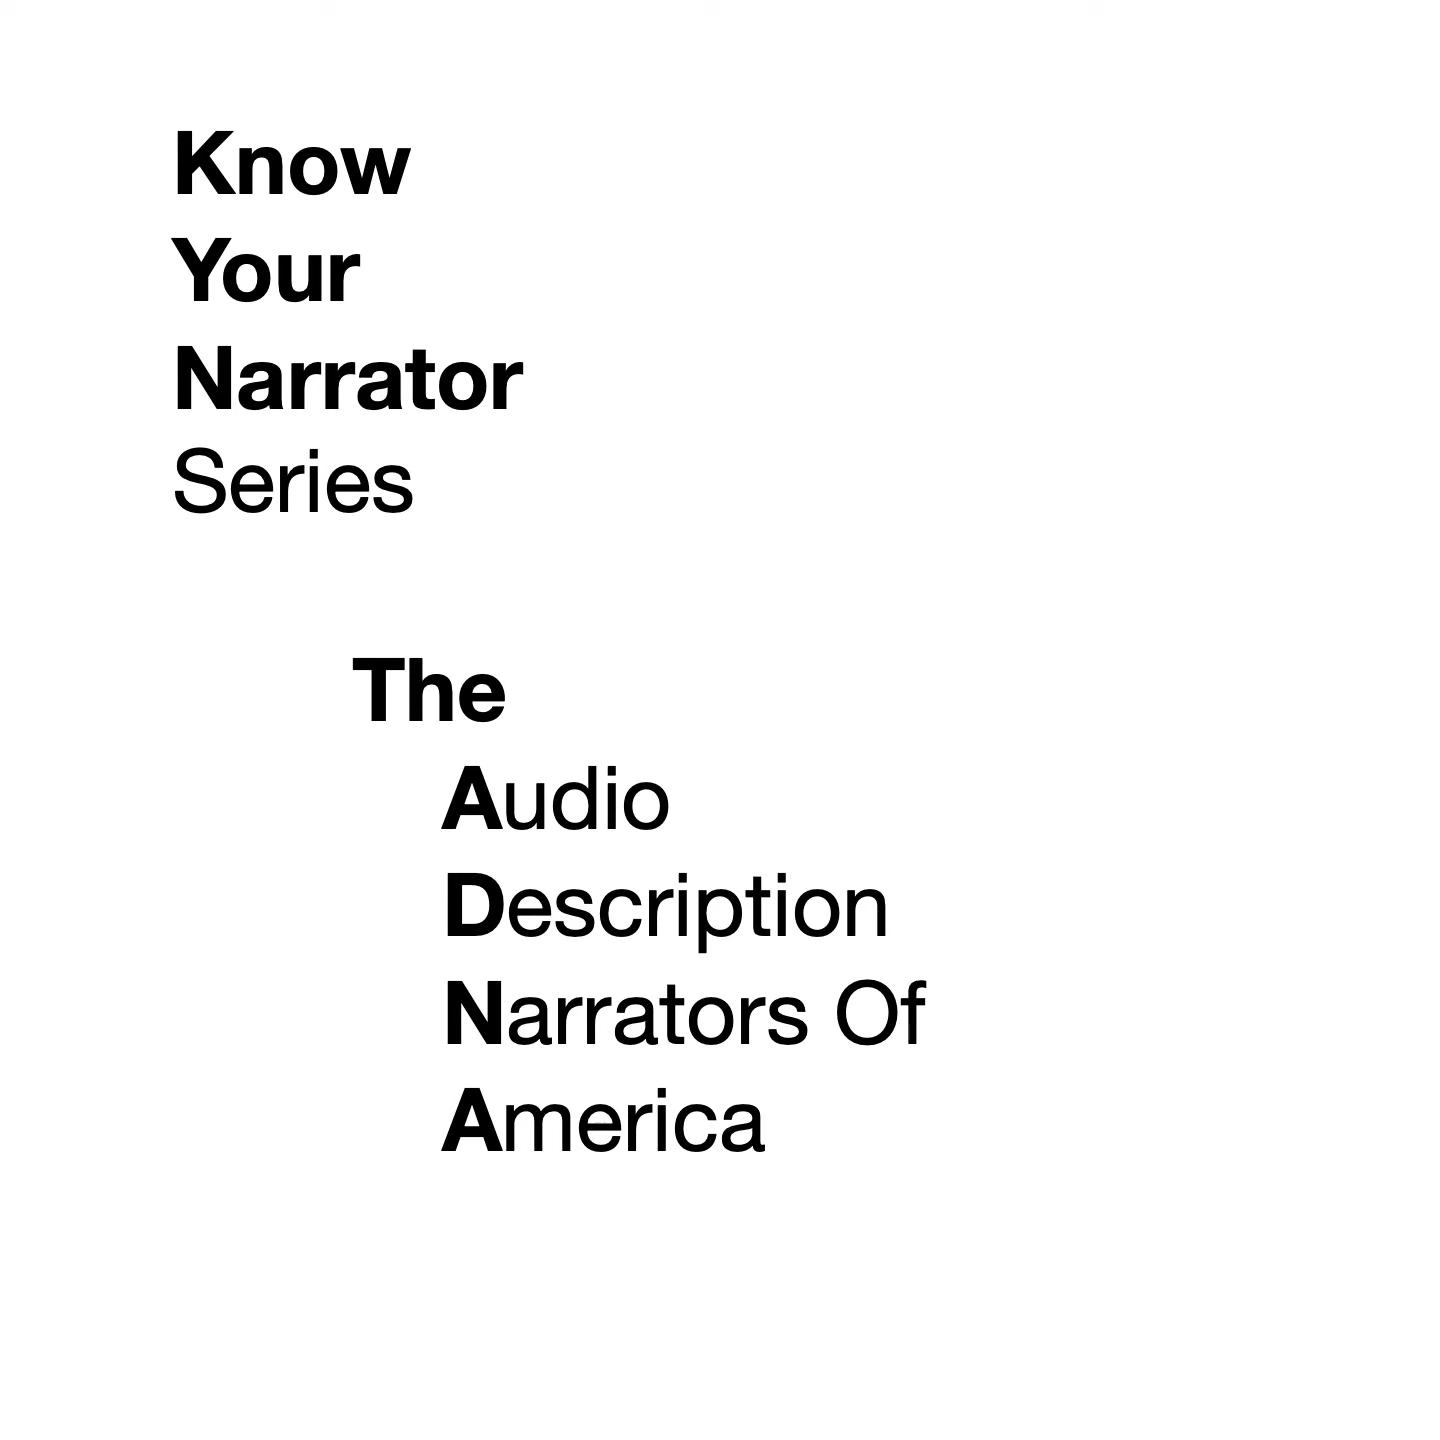 Know
Your
Narrator
Series
The
Audio
Description
Narrators Of
America